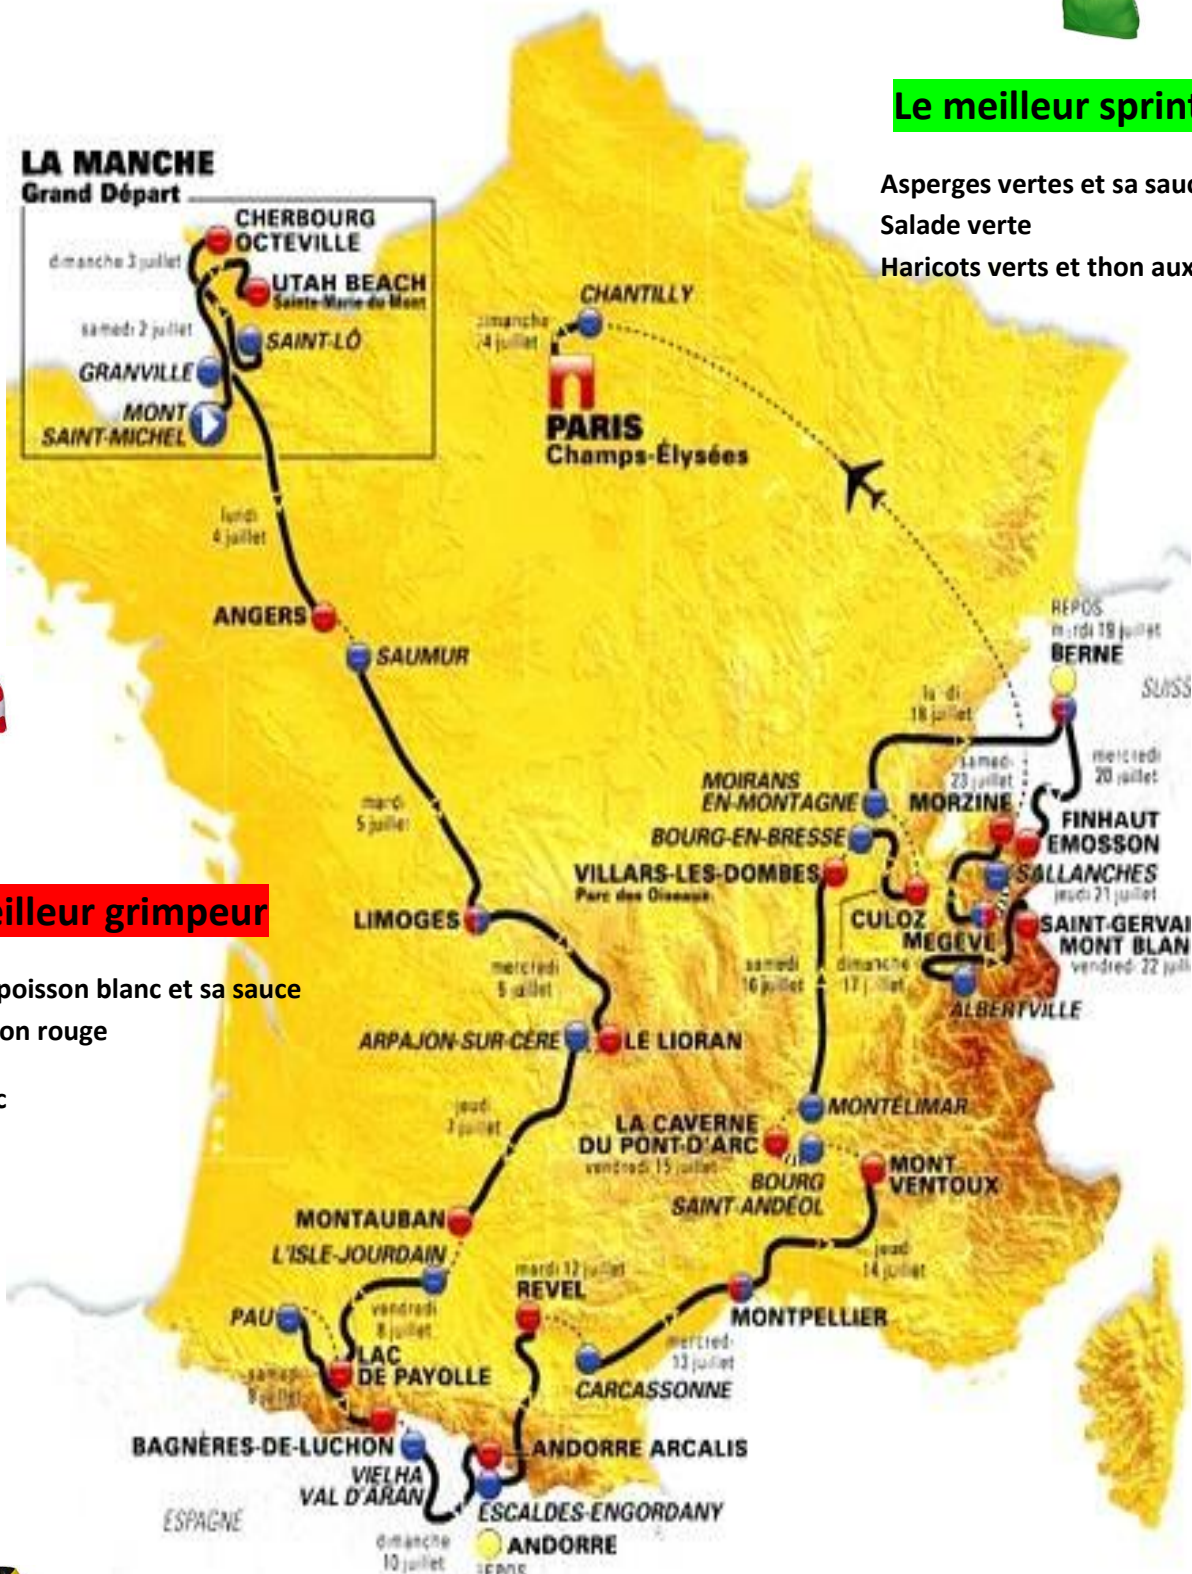 Le meilleur sprint
Asperges vertes et sa sauc
Salade verte
Haricots verts et thon aux
LA MANCHE
Grand Départ
CHERBOURG
OCTEVILLE
dimanche 3 juillet
UTAH BEACH
Sainte-Marie-du-Mont
samedi 2 juillet
SAINT-LÔ
GRANVILLE
MONT
SAINT-MICHEL
CHANTILLY
dimanche
24 juillet
PARIS
Champs-Élysées
lundi
4 juillet
ANGERS
SAUMUR
REPOS
mardi 19 juillet
BERNE
SUISS
lundi
18 juillet
mercredi
20 juillet
samedi
23 juillet
MOIRANS
EN-MONTAGNE
MORZINE
FINHAUT
EMOSSON
BOURG-EN-BRESSE
mardi
5 juillet
VILLARS-LES-DOMBES
Parc des Oiseaux
SALLANCHES
jeudi 21 juillet
CULOZ
MEGÈVE
SAINT-GERVAI
MONT BLAN
vendredi 22 juill
eilleur grimpeur
LIMOGES
poisson blanc et sa sauce
on rouge
c
mercredi
6 juillet
samedi
16 juillet
dimanche
17 juillet
ALBERTVILLE
ARPAJON-SUR-CÈRE
LE LIORAN
jeudi
7 juillet
MONTÉLIMAR
LA CAVERNE
DU PONT-D'ARC
vendredi 15 juillet
BOURG
SAINT-ANDÉOL
MONT
VENTOUX
MONTAUBAN
L'ISLE-JOURDAIN
jeudi
14 juillet
mardi 12 juillet
REVEL
PAU
vendredi
8 juillet
MONTPELLIER
mercredi
13 juillet
LAC
DE PAYOLLE
samedi
9 juillet
CARCASSONNE
BAGNÈRES-DE-LUCHON
ANDORRE ARCALIS
VIELHA
VAL D'ARAN
ESCALDES-ENGORDANY
ESPAGNE
dimanche
10 juillet
ANDORRE
REPOS